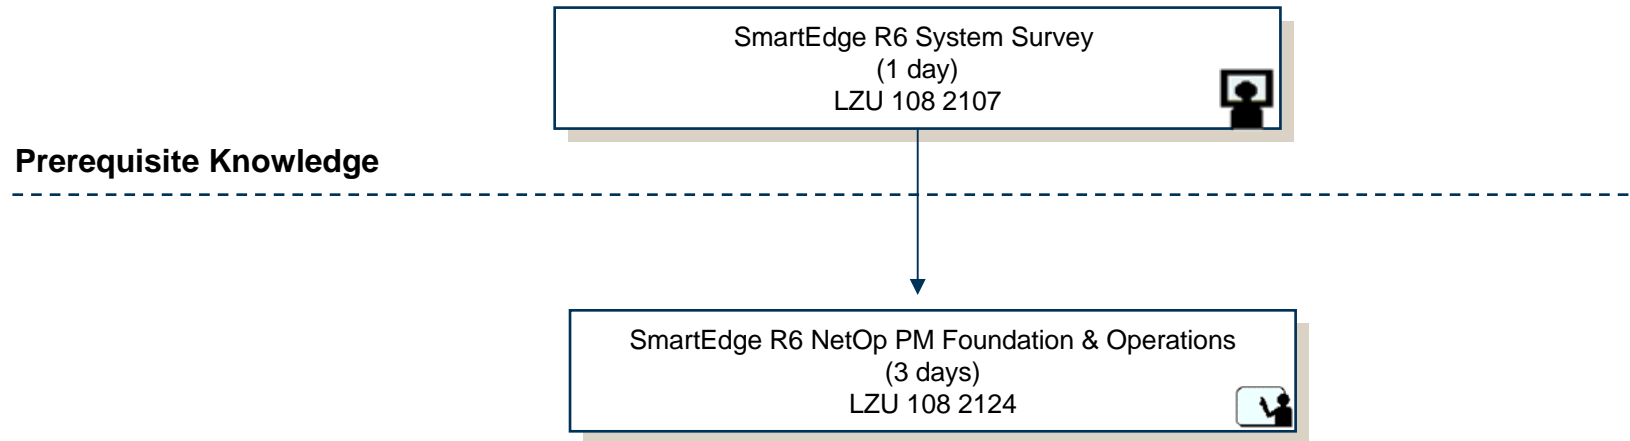 SmartEdge R6 System Survey
(1 day)
LZU 108 2107
Prerequisite Knowledge
SmartEdge R6 NetOp PM Foundation & Operations
(3 days)
LZU 108 2124